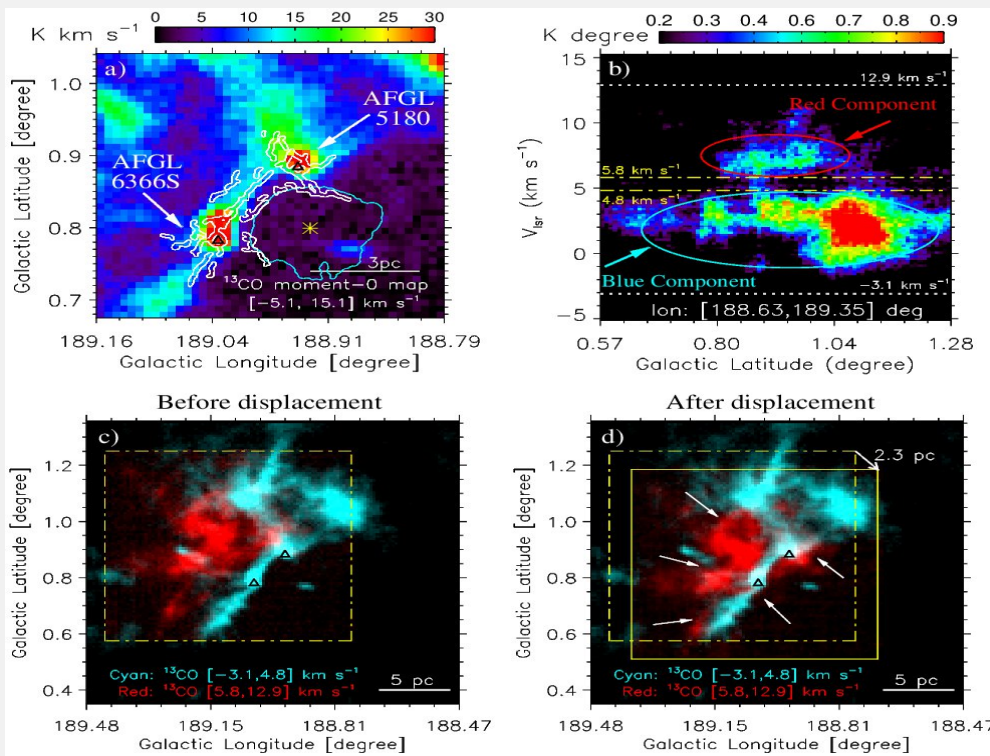 K km s⁻¹
0 5 10 15 20 25 30
a)
AFGL
5180
AFGL
6366S
3pc
¹³CO moment−0 map
[−5.1, 15.1] km s⁻¹
1.0
0.9
0.8
0.7
Galactic Latitude [degree]
189.16 189.04 188.91 188.79
Galactic Longitude [degree]
K degree
0.2 0.3 0.4 0.5 0.6 0.7 0.8 0.9
b)
12.9 km s⁻¹
Red Component
5.8 km s⁻¹
4.8 km s⁻¹
Blue Component
−3.1 km s⁻¹
lon: [188.63,189.35] deg
15
10
5
0
−5
V_lsr (km s⁻¹)
0.57 0.80 1.04 1.28
Galactic Latitude (degree)
Before displacement
c)
Cyan: ¹³CO [−3.1,4.8] km s⁻¹
Red: ¹³CO [5.8,12.9] km s⁻¹
5 pc
1.2
1.0
0.8
0.6
0.4
Galactic Latitude [degree]
189.48 189.15 188.81 188.47
Galactic Longitude [degree]
After displacement
d)
2.3 pc
Cyan: ¹³CO [−3.1,4.8] km s⁻¹
Red: ¹³CO [5.8,12.9] km s⁻¹
5 pc
1.2
1.0
0.8
0.6
0.4
Galactic Latitude [degree]
189.48 189.15 188.81 188.47
Galactic Longitude [degree]